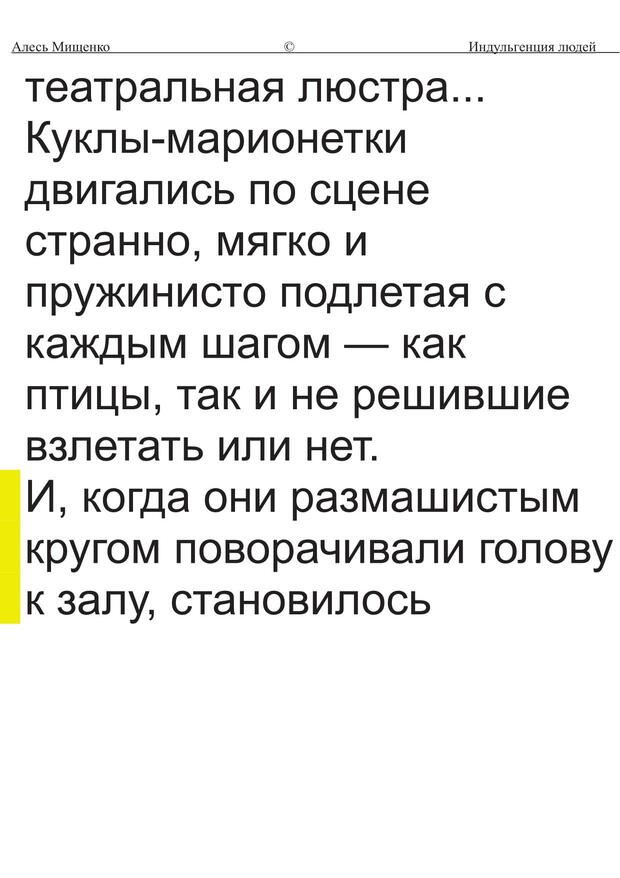 Алесь Мищенко © Индульгенция людей
театральная люстра...
Куклы-марионетки
двигались по сцене
странно, мягко и
пружинисто подлетая с
каждым шагом — как
птицы, так и не решившие
взлетать или нет.
И, когда они размашистым
кругом поворачивали голову
к залу, становилось